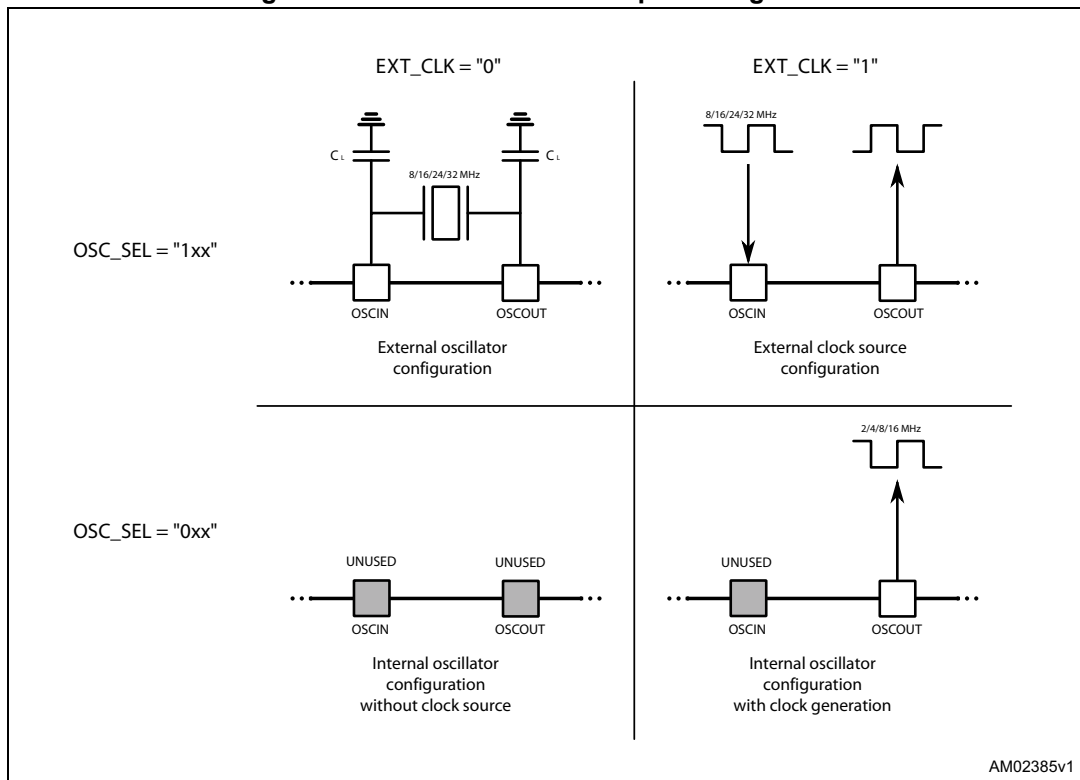 EXT_CLK = "0"
EXT_CLK = "1"
OSC_SEL = "1xx"
CL
8/16/24/32 MHz
CL
OSCIN
OSCOUT
External oscillator
configuration
8/16/24/32 MHz
OSCIN
OSCOUT
External clock source
configuration
OSC_SEL = "0xx"
UNUSED
UNUSED
OSCIN
OSCOUT
Internal oscillator
configuration
without clock source
2/4/8/16 MHz
UNUSED
OSCIN
OSCOUT
Internal oscillator
configuration
with clock generation
AM02385v1